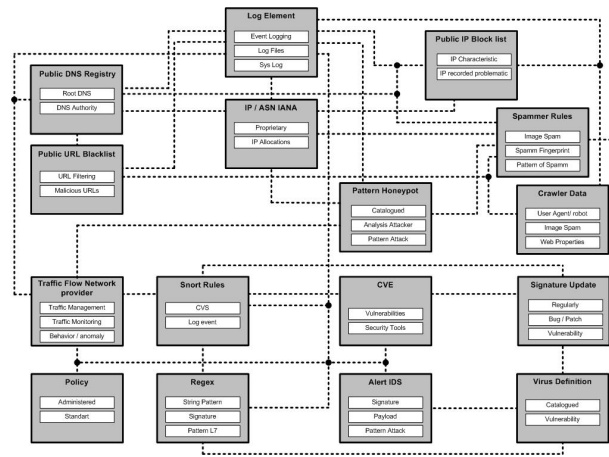 Log Element
Event Logging
Log Files
Sys Log
Public IP Block list
IP Characteristic
IP recorded problematic
Public DNS Registry
Root DNS
DNS Authority
IP / ASN IANA
Proprietary
IP Allocations
Spammer Rules
Image Spam
Spamm Fingerprint
Pattern of Spamm
Public URL Blacklist
URL Filtering
Malicious URLs
Pattern Honeypot
Catalogued
Analysis Attacker
Pattern Attack
Crawler Data
User Agent/ robot
Image Spam
Web Properties
Traffic Flow Network
provider
Traffic Management
Traffic Monitoring
Behavior / anomaly
Snort Rules
CVS
Log event
CVE
Vulnerabilities
Security Tools
Signature Update
Regularly
Bug / Patch
Vulnerability
Policy
Administered
Standart
Regex
String Pattern
Signature
Pattern L7
Alert IDS
Signature
Payload
Pattern Attack
Virus Definition
Catalogued
Vulnerability